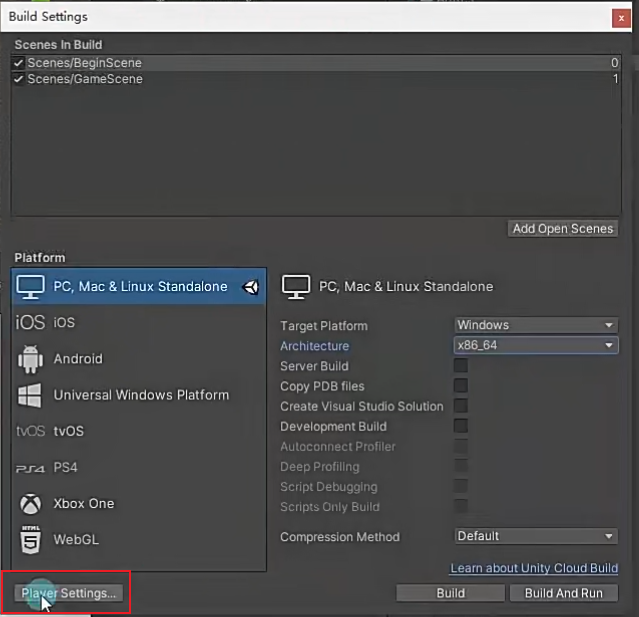 Build Settings
x
Scenes In Build
Scenes/BeginScene 0
Scenes/GameScene 1
Add Open Scenes
Platform
PC, Mac & Linux Standalone
iOS iOS
Android
Universal Windows Platform
tvOS tvOS
PS4 PS4
Xbox One
HTML 5 WebGL
PC, Mac & Linux Standalone
Target Platform Windows
Architecture x86_64
Server Build
Copy PDB files
Create Visual Studio Solution
Development Build
Autoconnect Profiler
Deep Profiling
Script Debugging
Scripts Only Build
Compression Method Default
Learn about Unity Cloud Build
Player Settings...
Build
Build And Run